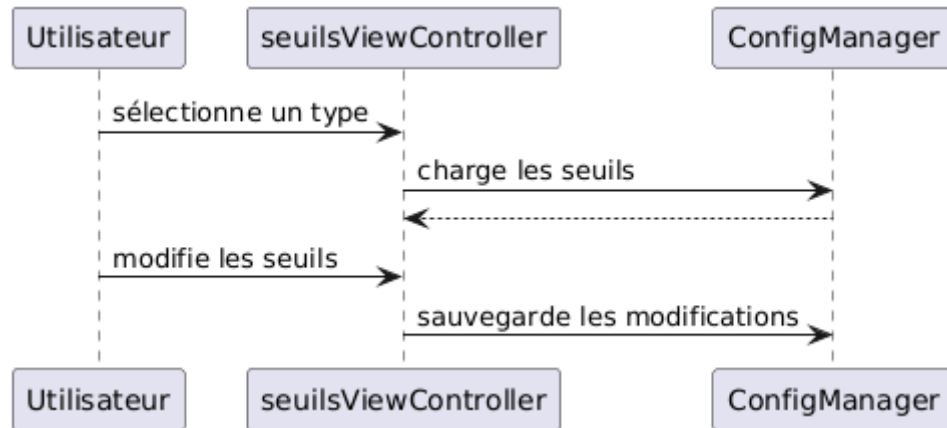 Utilisateur
seuilsViewController
ConfigManager
sélectionne un type
charge les seuils
modifie les seuils
sauvegarde les modifications
Utilisateur
seuilsViewController
ConfigManager